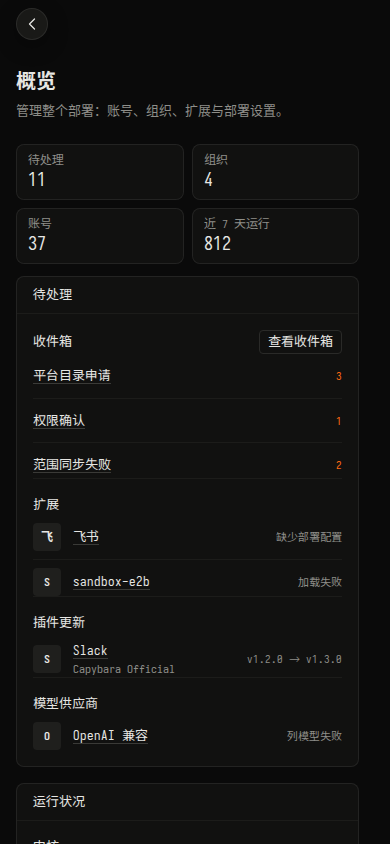 概览
管理整个部署：账号、组织、扩展与部署设置。
待处理
11
组织
4
账号
37
近 7 天运行
812
待处理
收件箱
查看收件箱
平台目录申请
3
权限确认
1
范围同步失败
2
扩展
飞
飞书
缺少部署配置
S
sandbox-e2b
加载失败
插件更新
S
Slack
Capybara Official
v1.2.0 → v1.3.0
模型供应商
O
OpenAI 兼容
列模型失败
运行状况